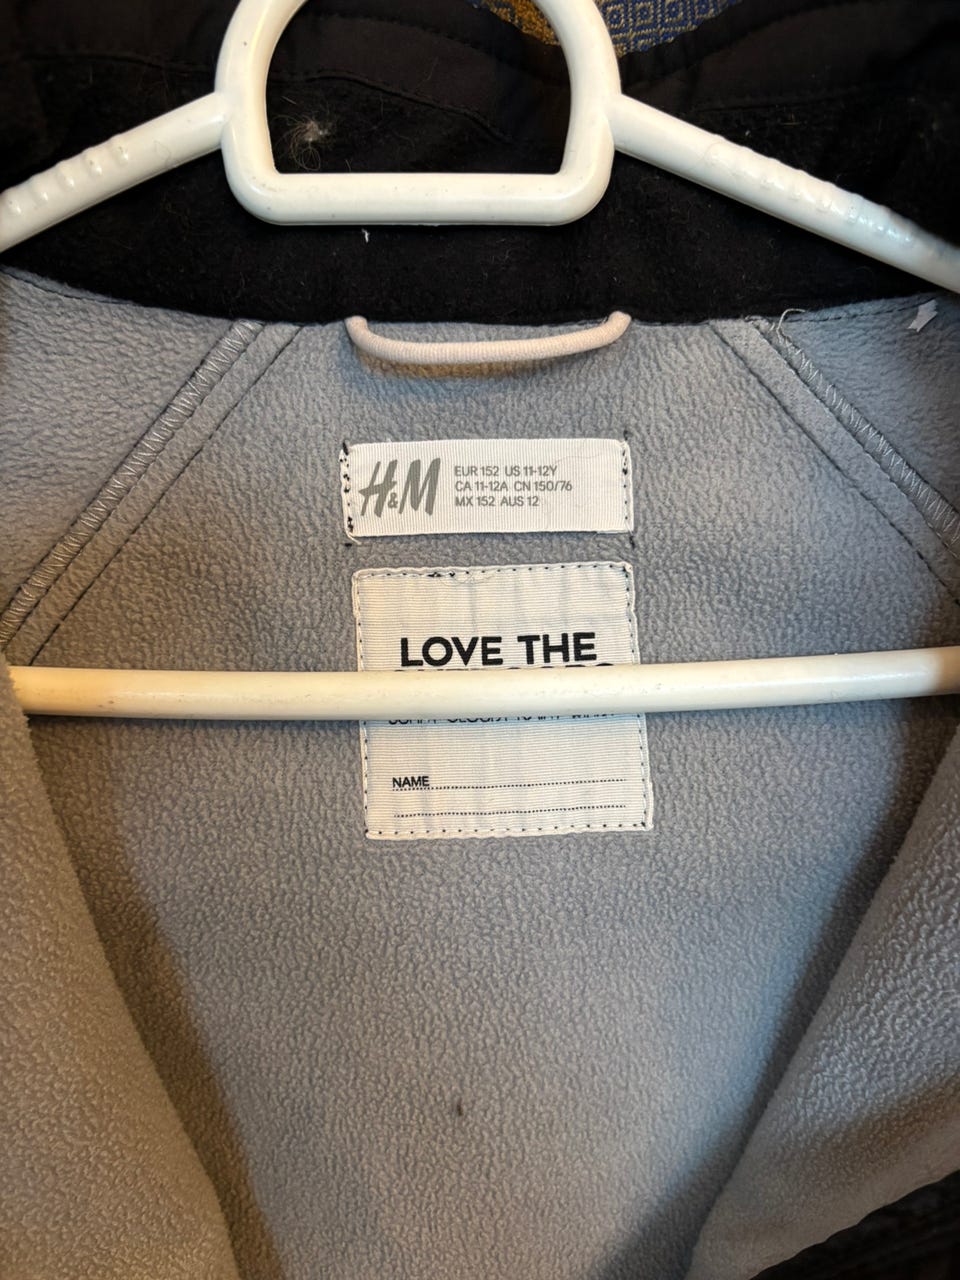 H&M
EUR 152 US 11-12Y
CA 11-12A CN 150/76
MX 152 AUS 12
LOVE THE
NAME